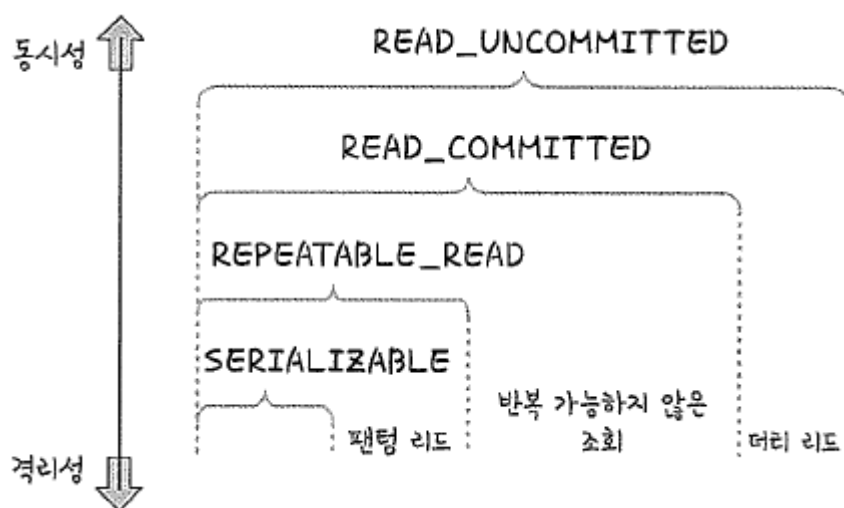 동시성
READ_UNCOMMITTED
READ_COMMITTED
REPEATABLE_READ
SERIALIZABLE
팬텀 리드
반복 가능하지 않은
조회
더티 리드
격리성